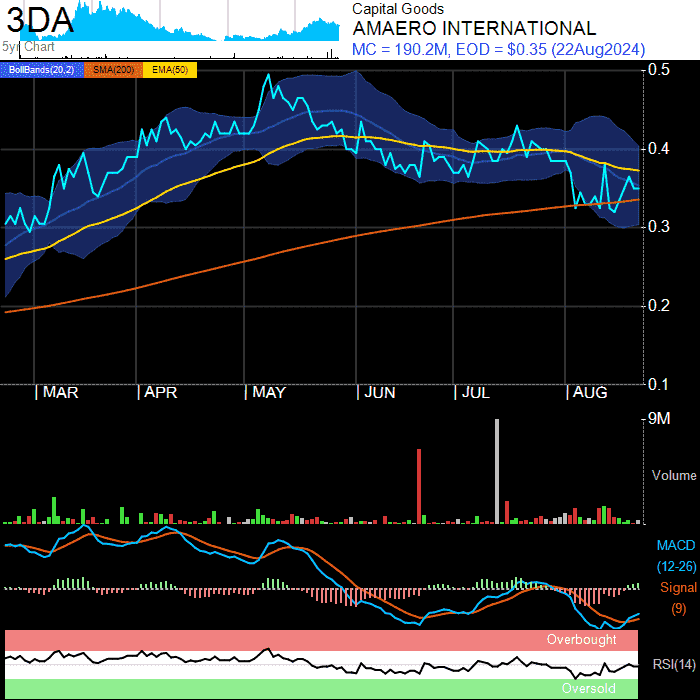 3DA
5yr Chart
Capital Goods
AMAERO INTERNATIONAL
MC = 190.2M, EOD = $0.35 (22Aug2024)
BollBands(20,2) SMA(200) EMA(50)
0.5
0.4
0.3
0.2
0.1
MAR APR MAY JUN JUL AUG
9M
Volume
MACD
(12-26)
Signal
(9)
Overbought
RSI(14)
Oversold